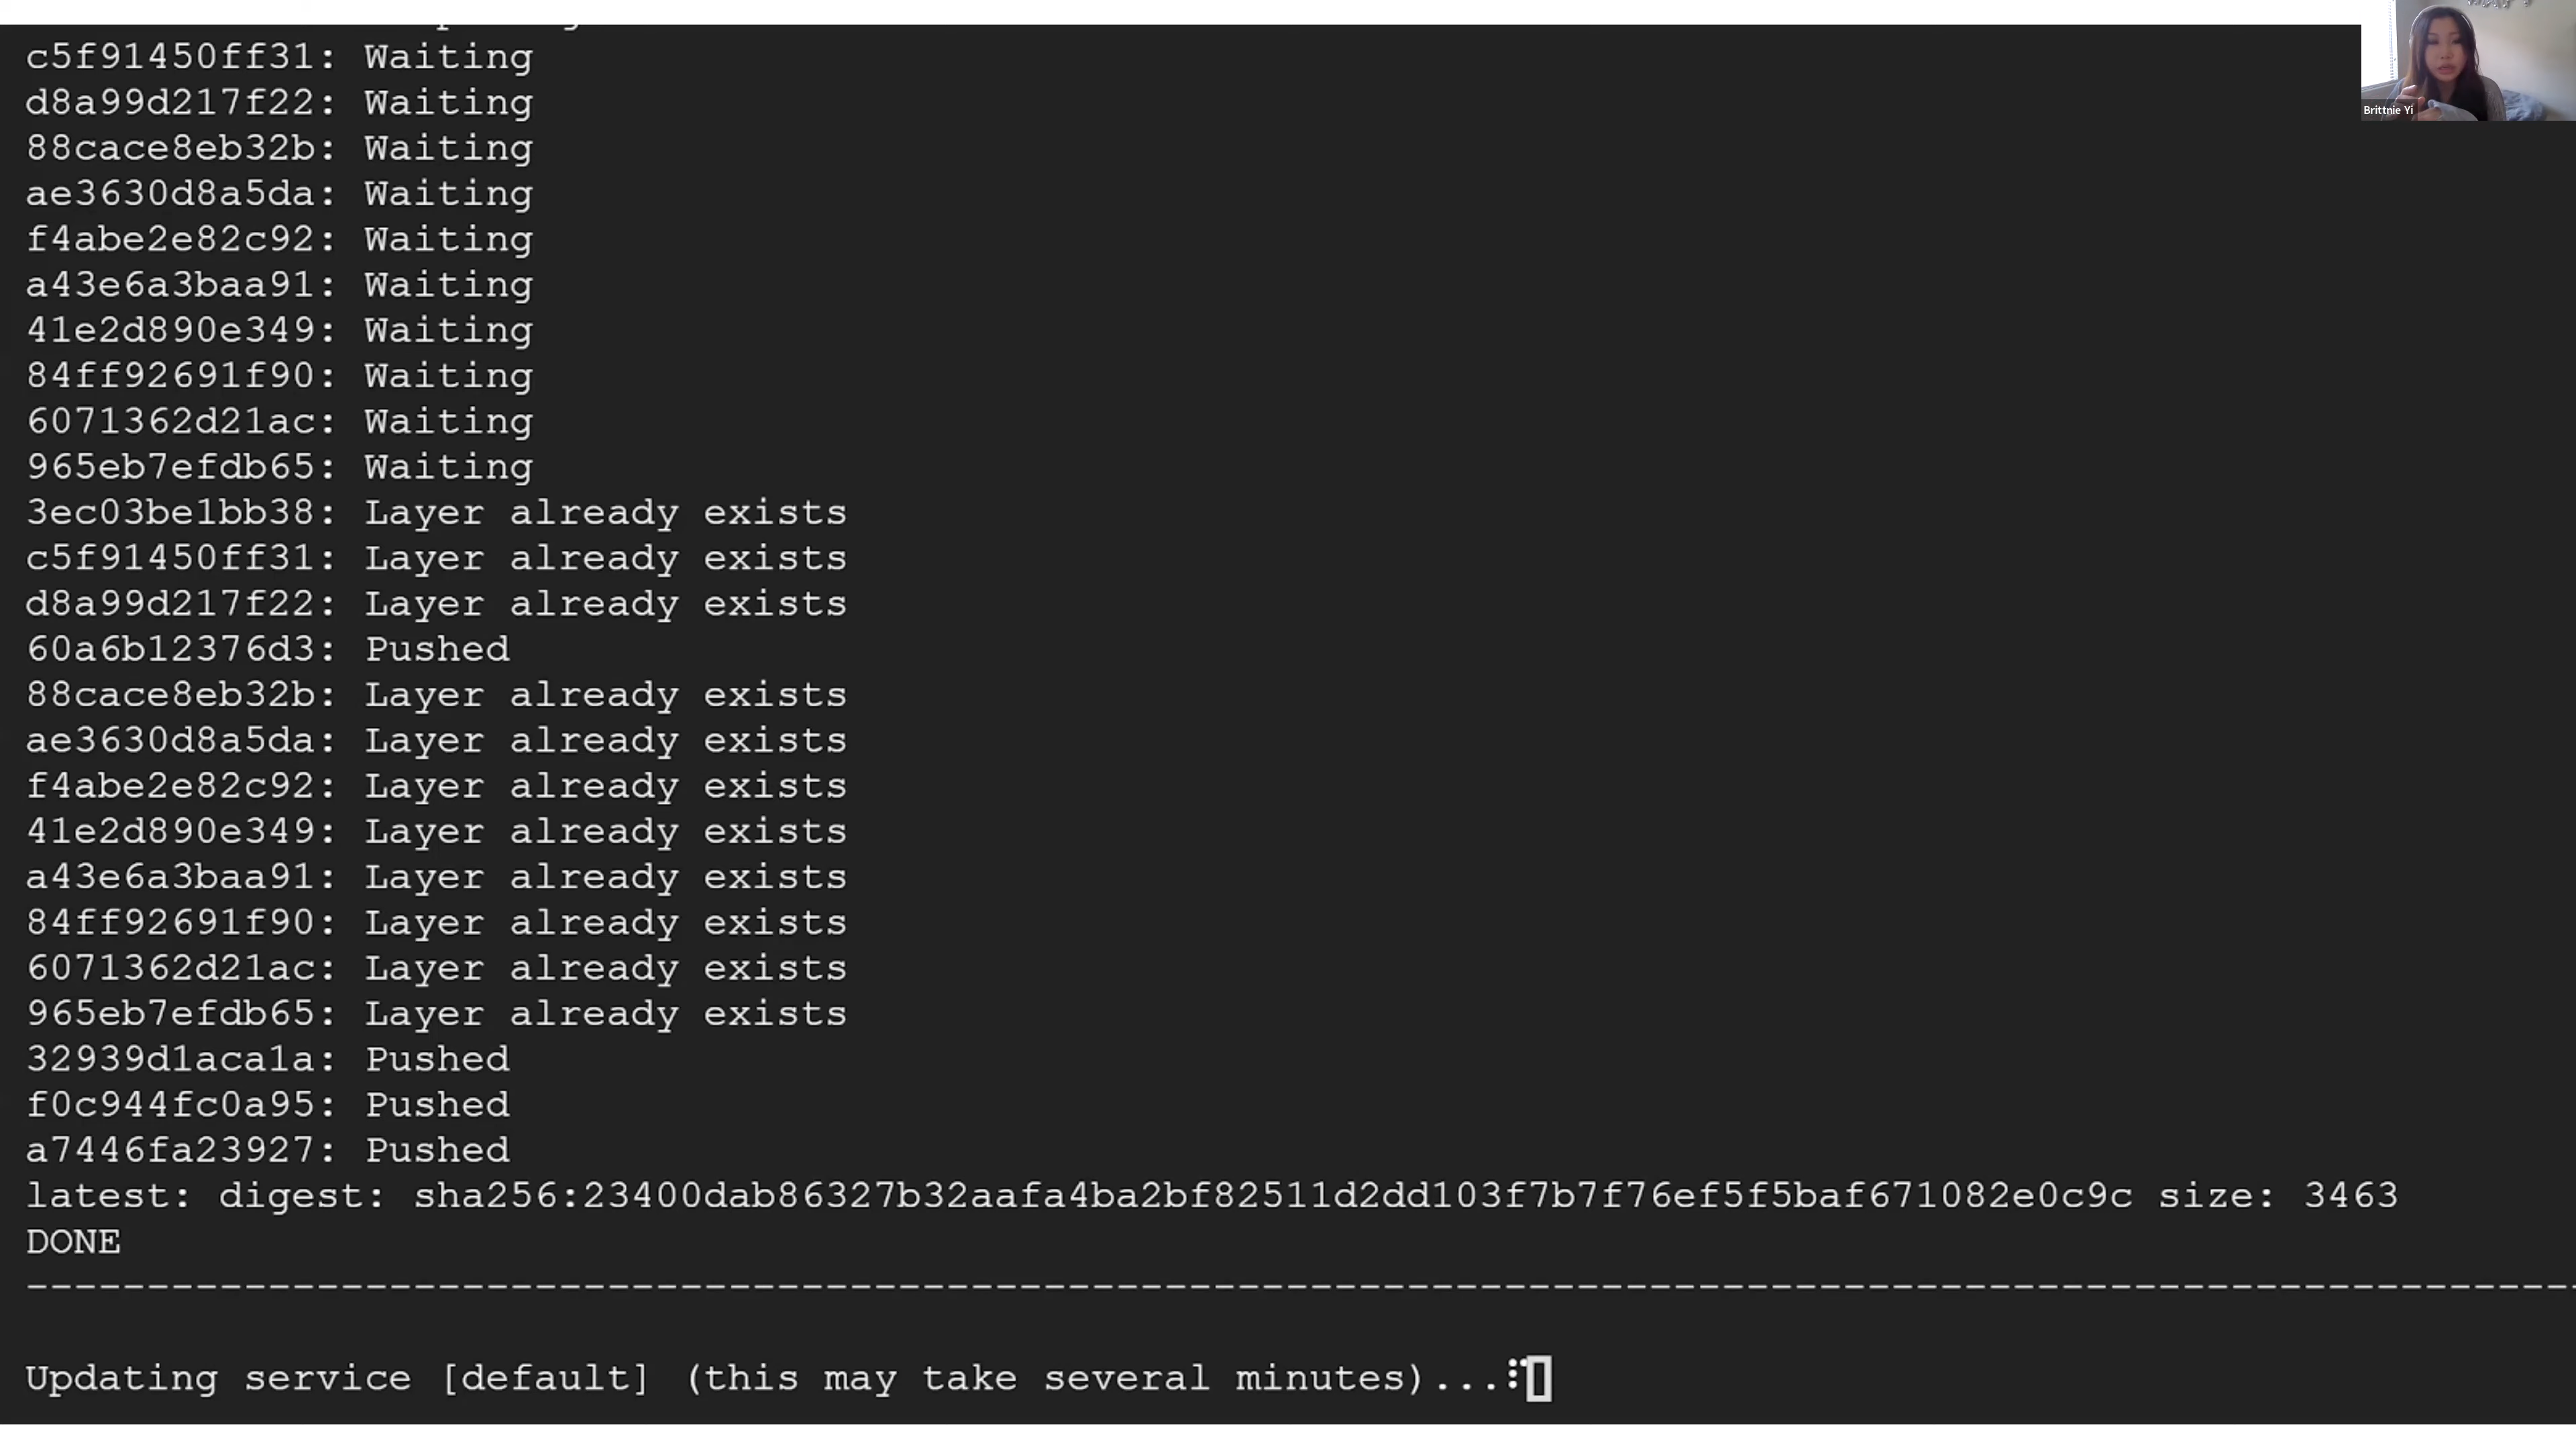 c5f91450ff31: Waiting
d8a99d217f22: Waiting
88cace8eb32b: Waiting
ae3630d8a5da: Waiting
f4abe2e82c92: Waiting
a43e6a3baa91: Waiting
41e2d890e349: Waiting
84ff92691f90: Waiting
6071362d21ac: Waiting
965eb7efdb65: Waiting
3ec03be1bb38: Layer already exists
c5f91450ff31: Layer already exists
d8a99d217f22: Layer already exists
60a6b12376d3: Pushed
88cace8eb32b: Layer already exists
ae3630d8a5da: Layer already exists
f4abe2e82c92: Layer already exists
41e2d890e349: Layer already exists
a43e6a3baa91: Layer already exists
84ff92691f90: Layer already exists
6071362d21ac: Layer already exists
965eb7efdb65: Layer already exists
32939d1aca1a: Pushed
f0c944fc0a95: Pushed
a7446fa23927: Pushed
latest: digest: sha256:23400dab86327b32aafa4ba2bf82511d2dd103f7b7f76ef5f5baf671082e0c9c size: 3463
DONE
---------------------------------------------------------------------------------------------------------
Updating service [default] (this may take several minutes)...⠏
Brittnie Yi